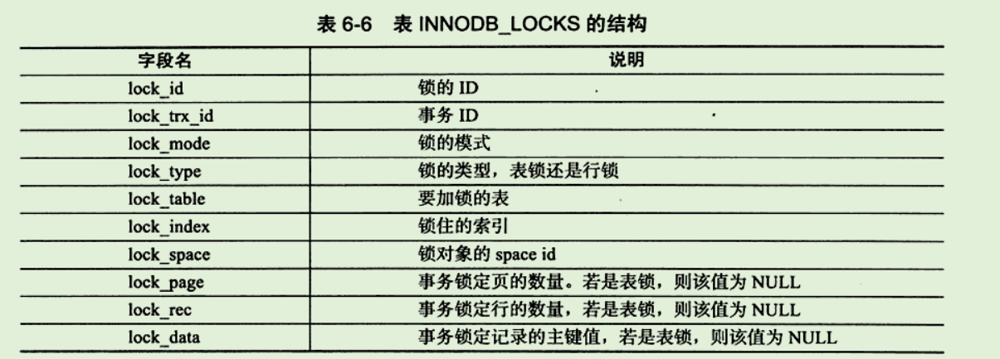 表 6-6 表 INNODB_LOCKS 的结构
字段名 说明
lock_id 锁的 ID
lock_trx_id 事务 ID
lock_mode 锁的模式
lock_type 锁的类型，表锁还是行锁
lock_table 要加锁的表
lock_index 锁住的索引
lock_space 锁对象的 space id
lock_page 事务锁定页的数量。若是表锁，则该值为 NULL
lock_rec 事务锁定行的数量，若是表锁，则该值为 NULL
lock_data 事务锁定记录的主键值，若是表锁，则该值为 NULL